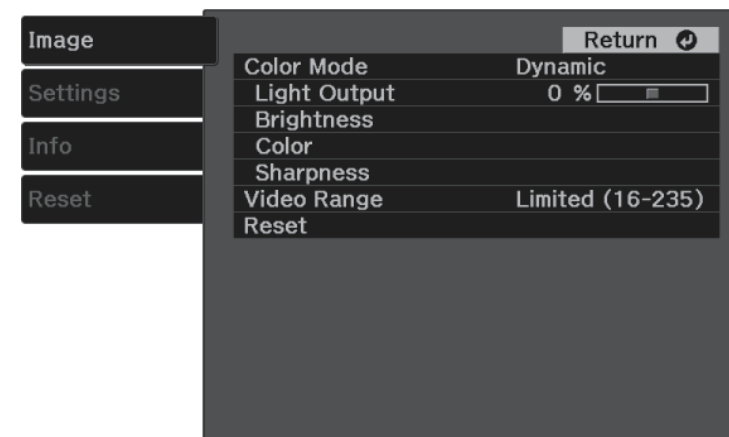 Image
Settings
Info
Reset
Return
Color Mode Dynamic
Light Output 0 %
Brightness
Color
Sharpness
Video Range Limited (16-235)
Reset